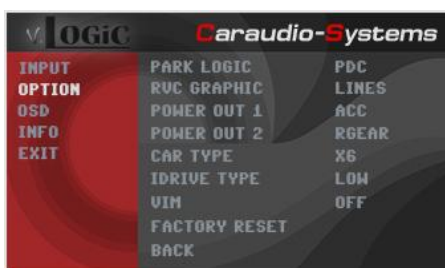 v.LOGiC Caraudio-Systems
INPUT PARK LOGIC PDC
OPTION RVC GRAPHIC LINES
OSD POWER OUT 1 ACC
INFO POWER OUT 2 RGEAR
EXIT CAR TYPE X6
IDRIVE TYPE LOW
VIM OFF
FACTORY RESET
BACK